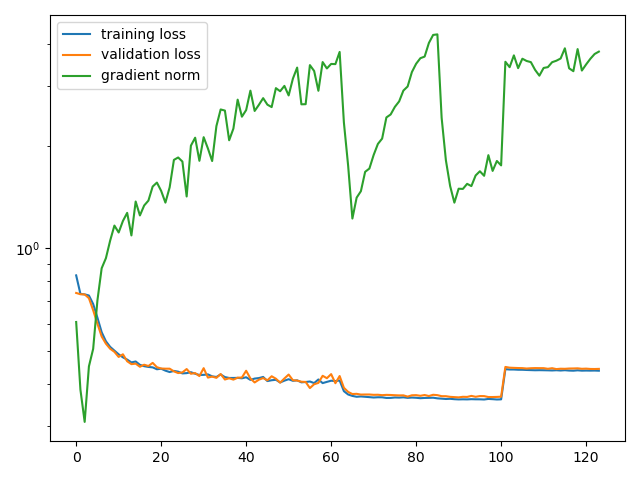 training loss
validation loss
gradient norm
10⁰
0 20 40 60 80 100 120